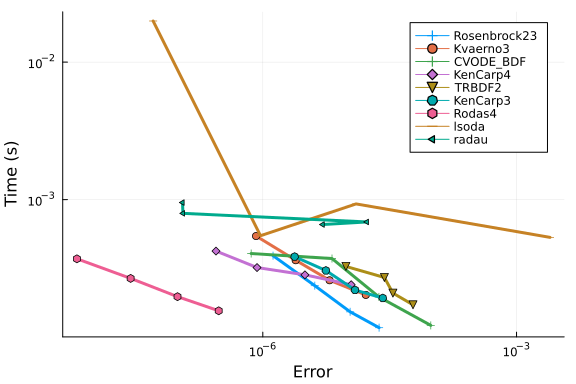 10⁻²
10⁻³
Time (s)
10⁻⁶
10⁻³
Error
Rosenbrock23
Kvaerno3
CVODE_BDF
KenCarp4
TRBDF2
KenCarp3
Rodas4
lsoda
radau